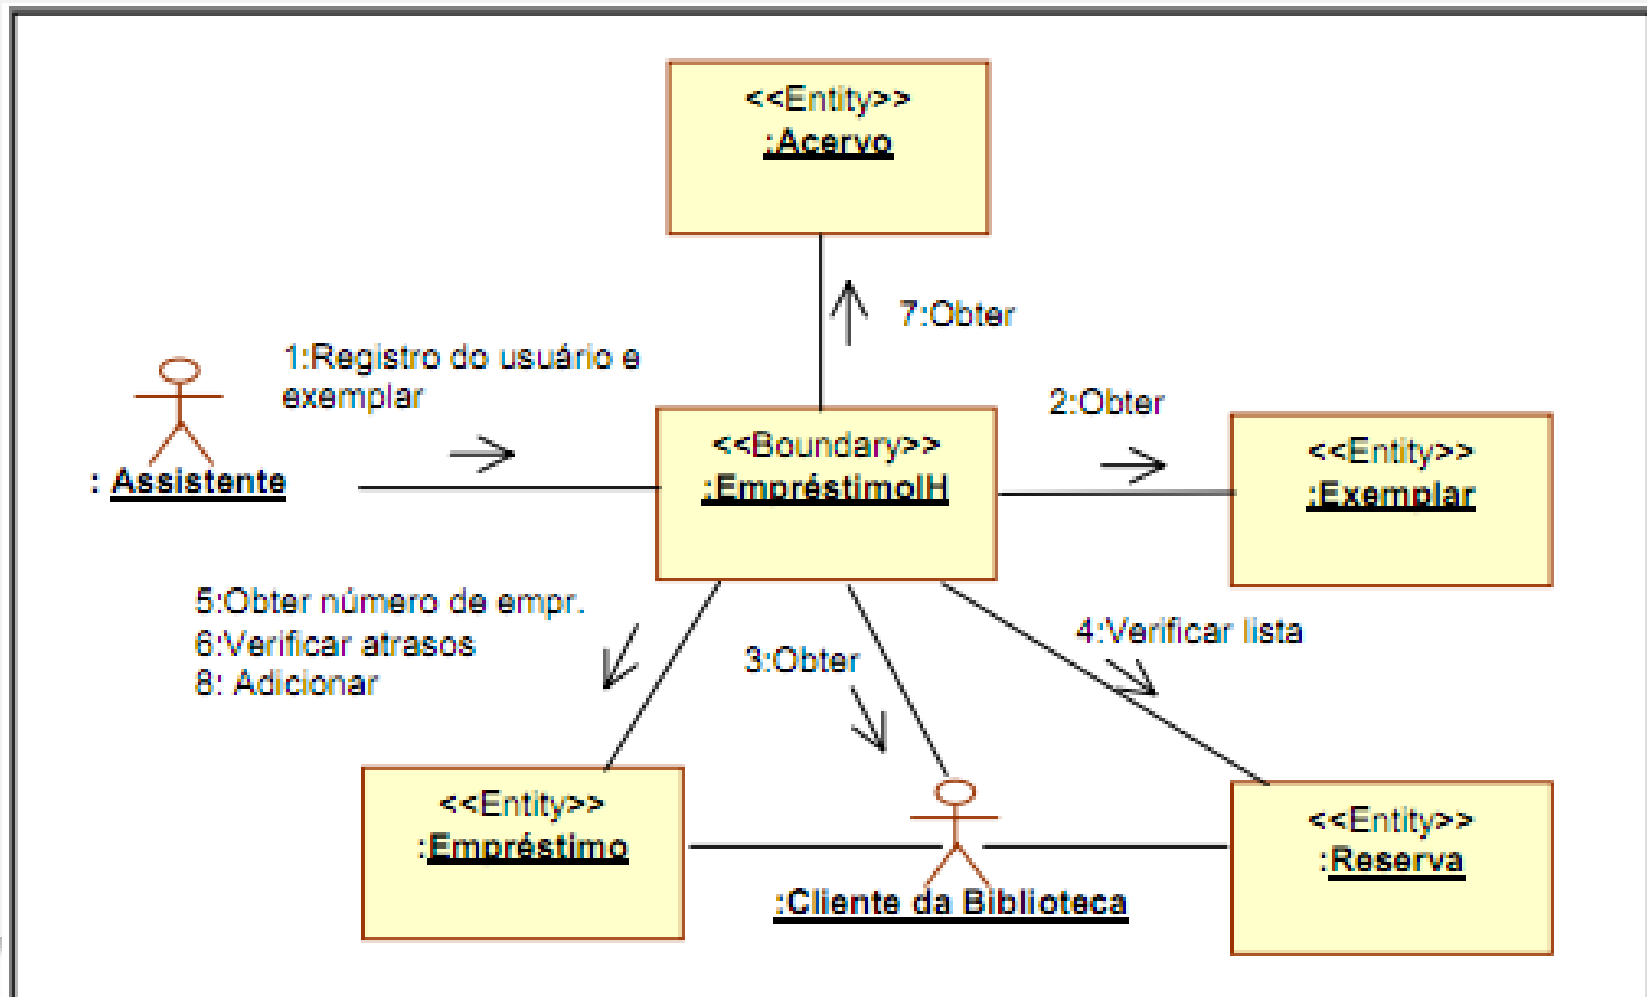 <<Entity>>
:Acervo
7:Obter
1:Registro do usuário e
exemplar
2:Obter
: Assistente
<<Boundary>>
:EmpréstimoIH
<<Entity>>
:Exemplar
5:Obter número de empr.
6:Verificar atrasos
8: Adicionar
3:Obter
4:Verificar lista
<<Entity>>
:Empréstimo
:Cliente da Biblioteca
<<Entity>>
:Reserva